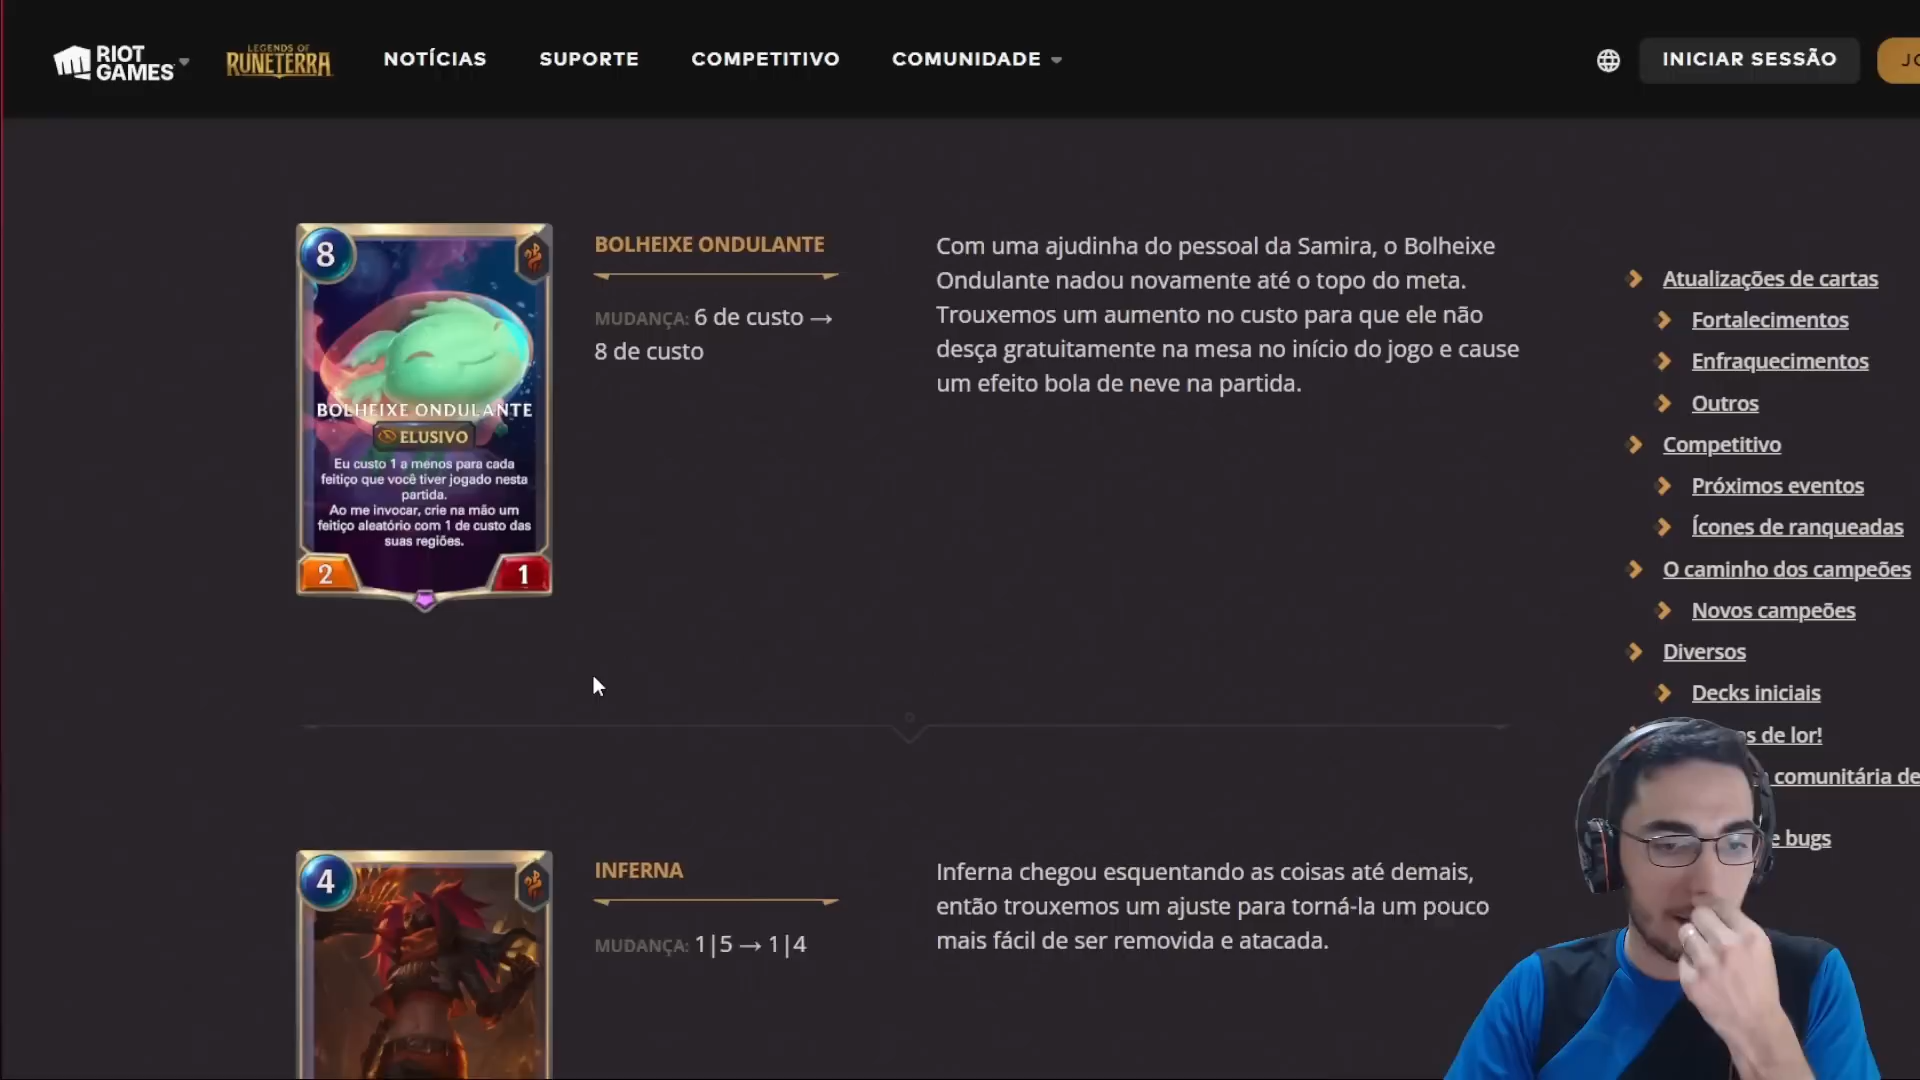 RIOT
GAMES
LEGENDS OF
RUNETERRA
NOTÍCIAS
SUPORTE
COMPETITIVO
COMUNIDADE
INICIAR SESSÃO
8
BOLHEIXE ONDULANTE
ELUSIVO
Eu custo 1 a menos para cada
feitiço que você tiver jogado nesta
partida.
Ao me invocar, crie na mão um
feitiço aleatório com 1 de custo das
suas regiões.
2
1
BOLHEIXE ONDULANTE
MUDANÇA: 6 de custo →
8 de custo
Com uma ajudinha do pessoal da Samira, o Bolheixe
Ondulante nadou novamente até o topo do meta.
Trouxemos um aumento no custo para que ele não
desça gratuitamente na mesa no início do jogo e cause
um efeito bola de neve na partida.
4
INFERNA
MUDANÇA: 1|5 → 1|4
Inferna chegou esquentando as coisas até demais,
então trouxemos um ajuste para torná-la um pouco
mais fácil de ser removida e atacada.
Atualizações de cartas
Fortalecimentos
Enfraquecimentos
Outros
Competitivo
Próximos eventos
Ícones de ranqueadas
O caminho dos campeões
Novos campeões
Diversos
Decks iniciais
de lor!
comunitária de
e bugs